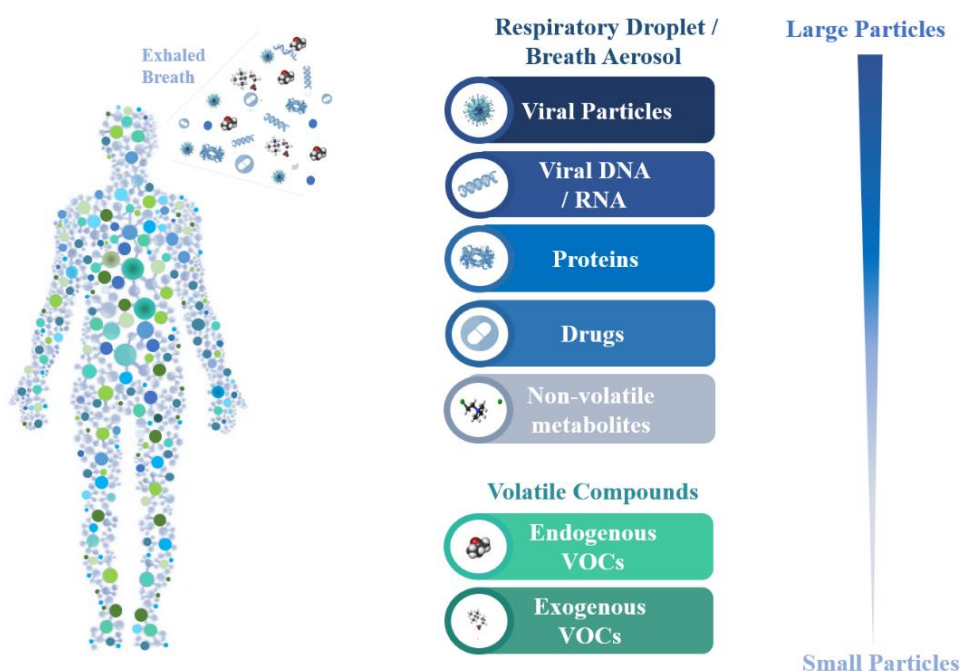 Exhaled
Breath
Respiratory Droplet /
Breath Aerosol
Viral Particles
Viral DNA
/ RNA
Proteins
Drugs
Non-volatile
metabolites
Volatile Compounds
Endogenous
VOCs
Exogenous
VOCs
Large Particles
Small Particles